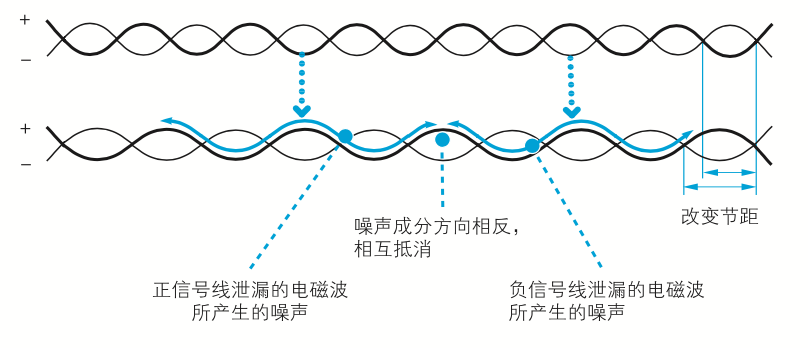 +
−
+
−
改变节距
噪声成分方向相反，
相互抵消
正信号线泄漏的电磁波
所产生的噪声
负信号线泄漏的电磁波
所产生的噪声